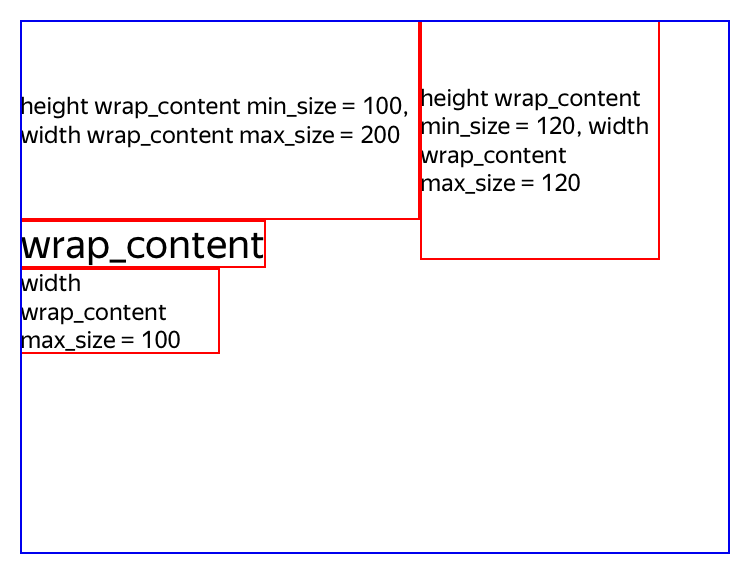 height wrap_content min_size = 100,
width wrap_content max_size = 200
height wrap_content
min_size = 120, width
wrap_content
max_size = 120
wrap_content
width
wrap_content
max_size = 100